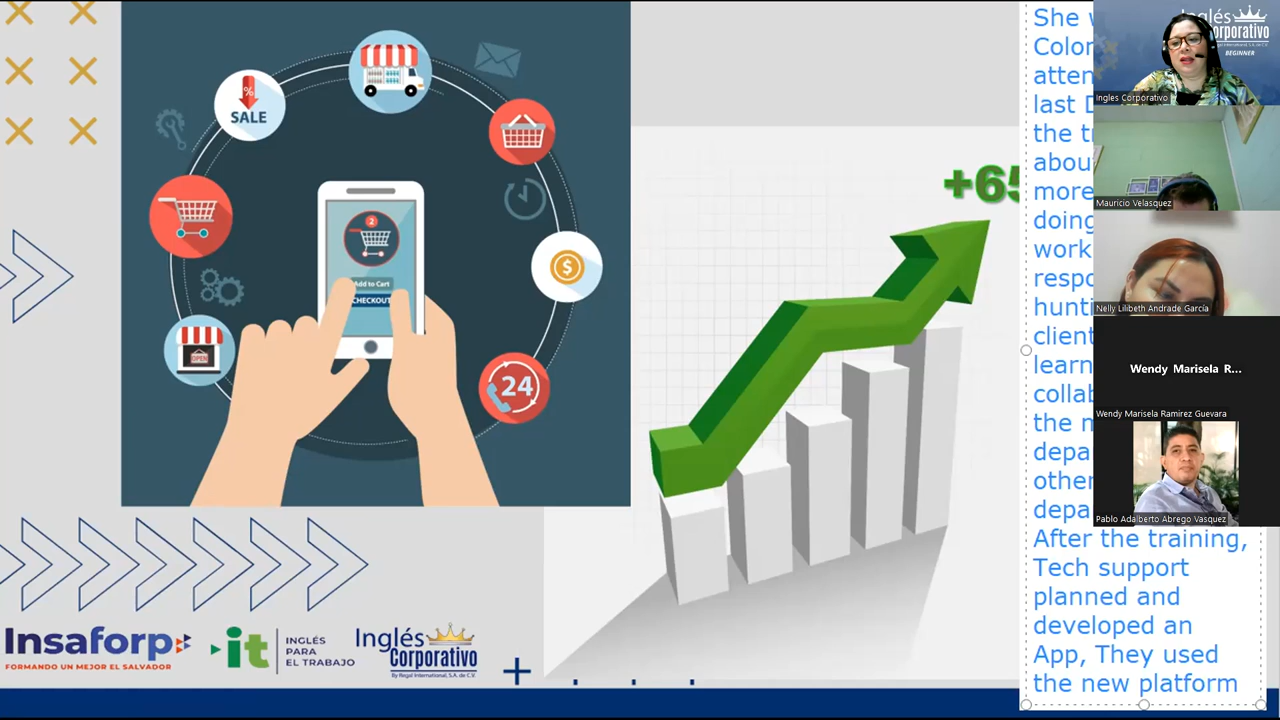 SALE
%
2
Add to Cart
CHECKOUT
$
OPEN
24
+65
She
Color
atten
last D
the tr
abou
more
doing
work
respo
hunti
client
learn
collab
the m
depa
other
depa
After the training,
Tech support
planned and
developed an
App, They used
the new platform
Inglés
Corporativo
BEGINNER
Ingles Corporativo
Mauricio Velasquez
Nelly Lilibeth Andrade García
Wendy Marisela R...
Wendy Marisela Ramirez Guevara
Pablo Adalberto Abrego Vasquez
Insaforp
FORMANDO UN MEJOR EL SALVADOR
it
INGLÉS
PARA
EL TRABAJO
Inglés
Corporativo
By Regal International, S.A. de C.V.